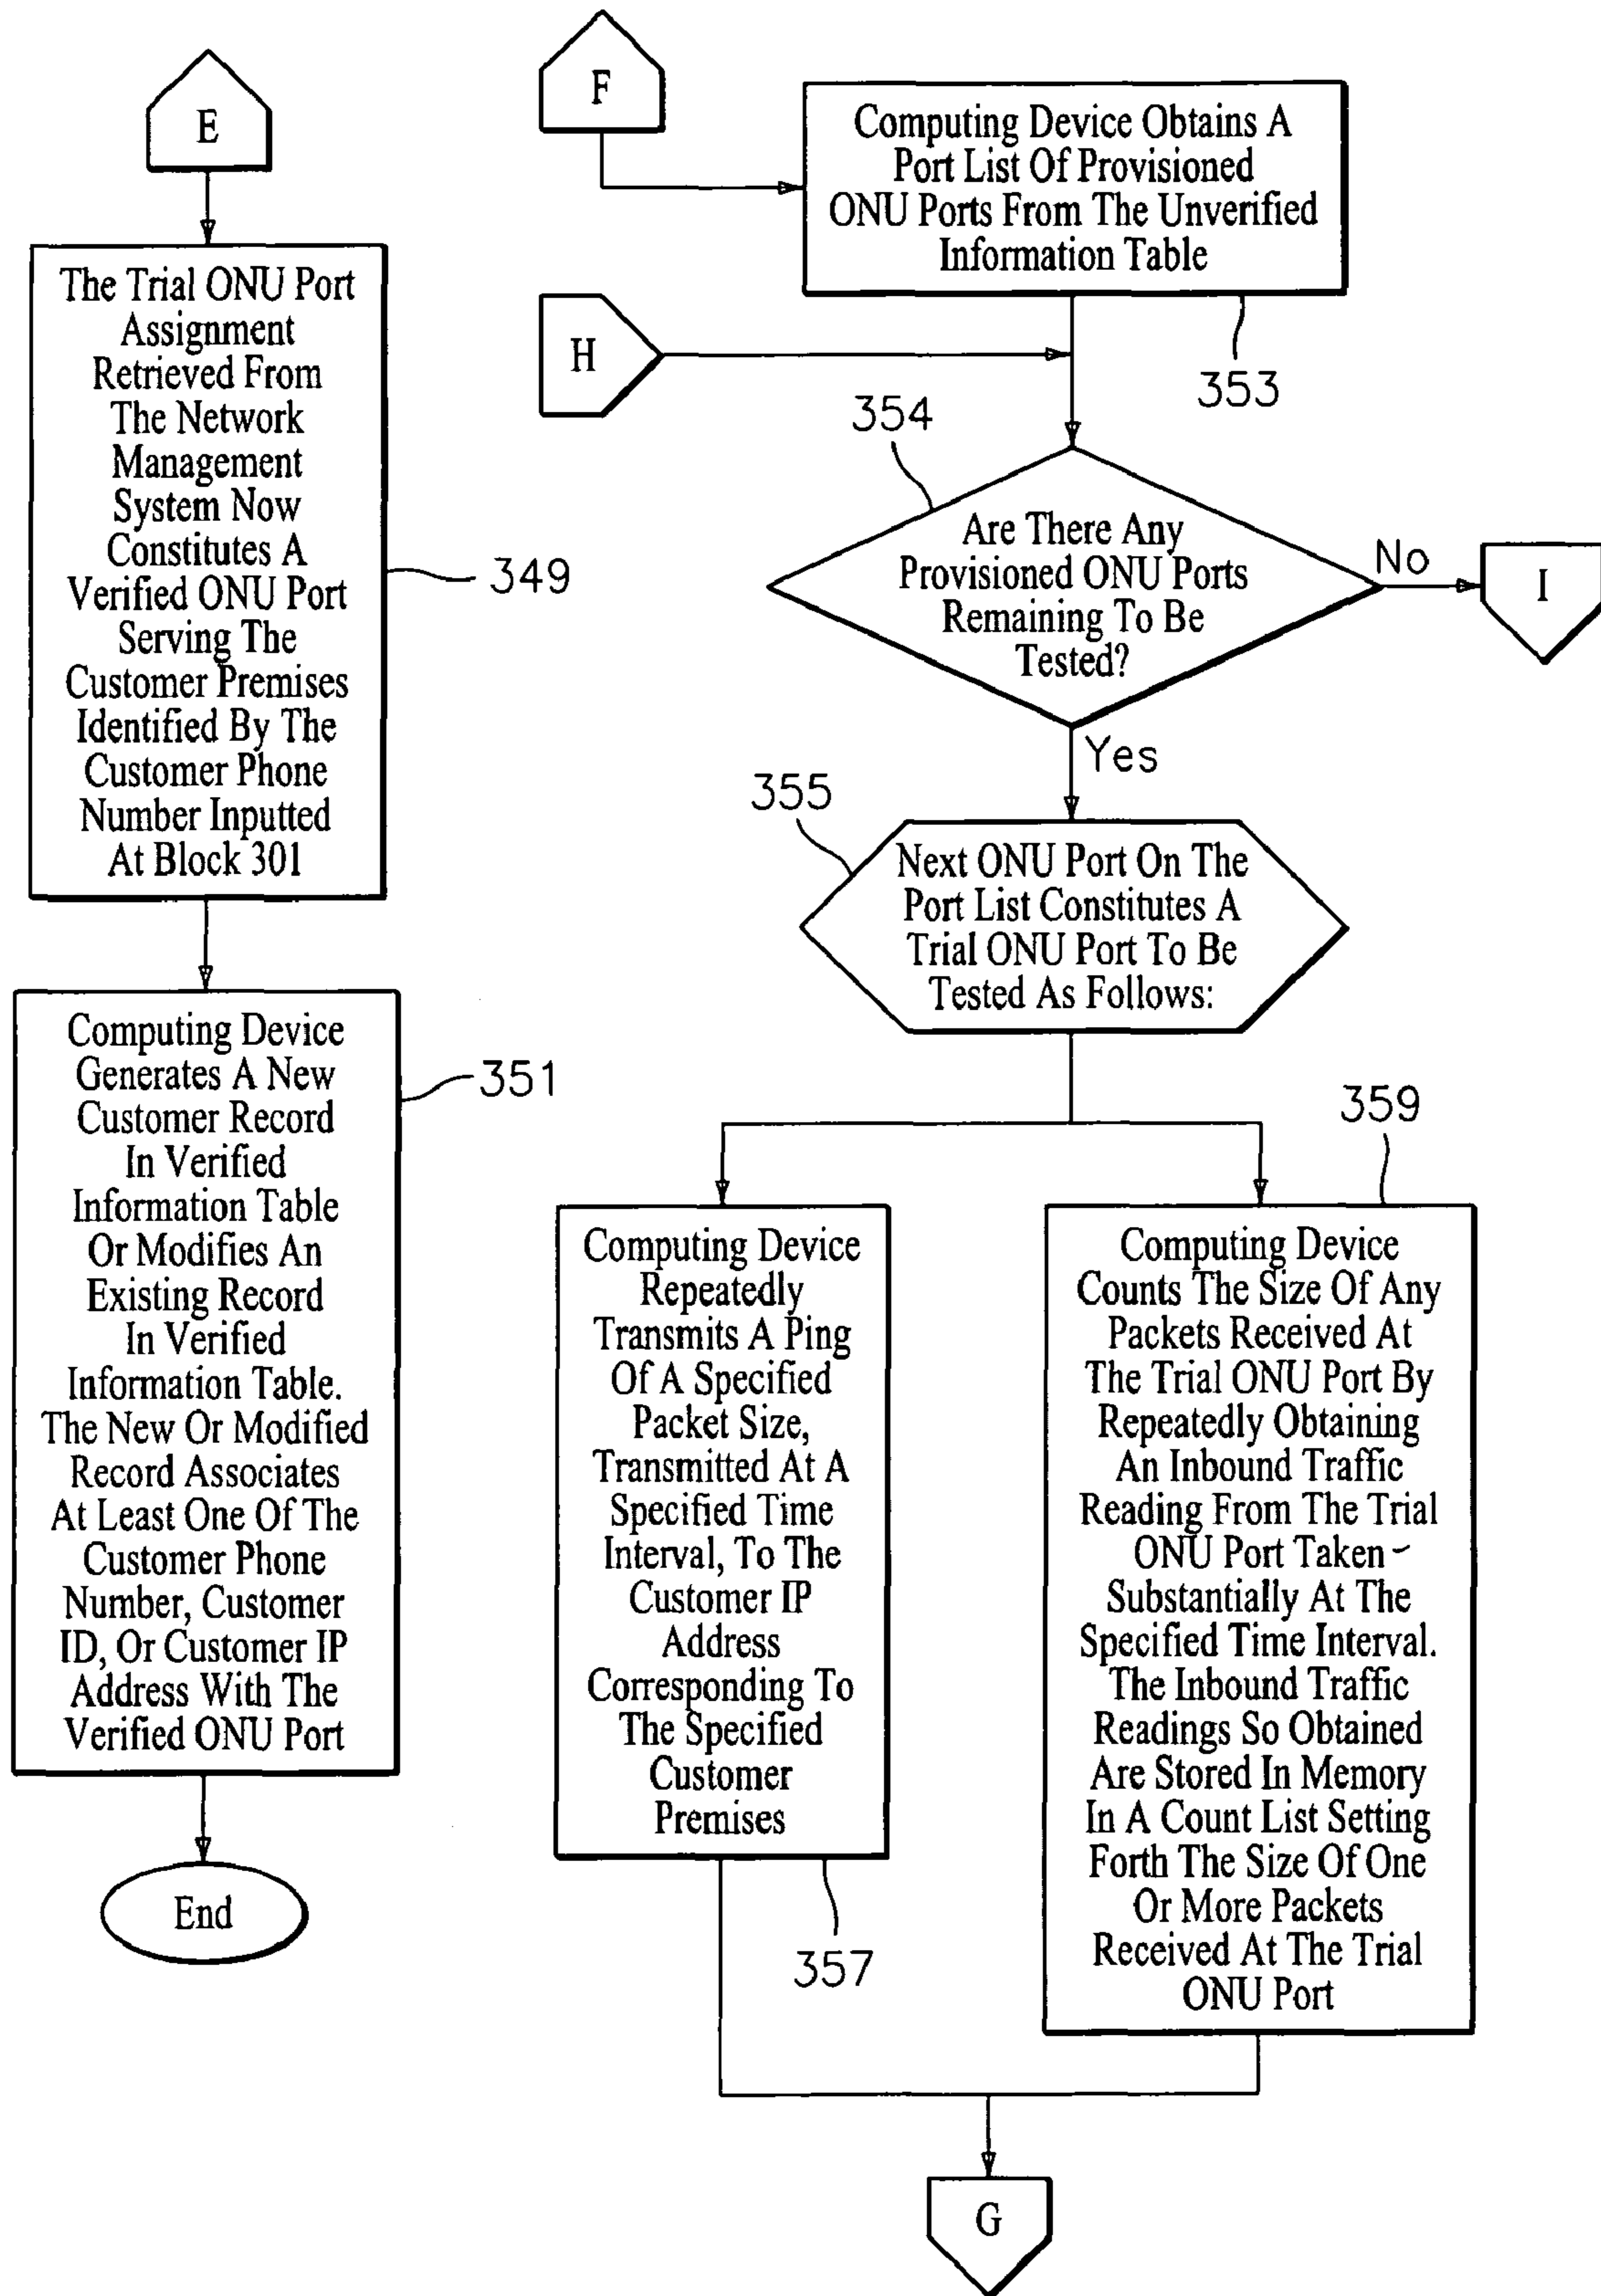 E
The Trial ONU Port
Assignment
Retrieved From
The Network
Management
System Now
Constitutes A
Verified ONU Port
Serving The
Customer Premises
Identified By The
Customer Phone
Number Inputted
At Block 301
349
Computing Device
Generates A New
Customer Record
In Verified
Information Table
Or Modifies An
Existing Record
In Verified
Information Table.
The New Or Modified
Record Associates
At Least One Of The
Customer Phone
Number, Customer
ID, Or Customer IP
Address With The
Verified ONU Port
351
End
F
Computing Device Obtains A
Port List Of Provisioned
ONU Ports From The Unverified
Information Table
353
H
354
Are There Any
Provisioned ONU Ports
Remaining To Be
Tested?
No
I
Yes
355
Next ONU Port On The
Port List Constitutes A
Trial ONU Port To Be
Tested As Follows:
Computing Device
Repeatedly
Transmits A Ping
Of A Specified
Packet Size,
Transmitted At A
Specified Time
Interval, To The
Customer IP
Address
Corresponding To
The Specified
Customer
Premises
357
359
Computing Device
Counts The Size Of Any
Packets Received At
The Trial ONU Port By
Repeatedly Obtaining
An Inbound Traffic
Reading From The Trial
ONU Port Taken
Substantially At The
Specified Time Interval.
The Inbound Traffic
Readings So Obtained
Are Stored In Memory
In A Count List Setting
Forth The Size Of One
Or More Packets
Received At The Trial
ONU Port
G